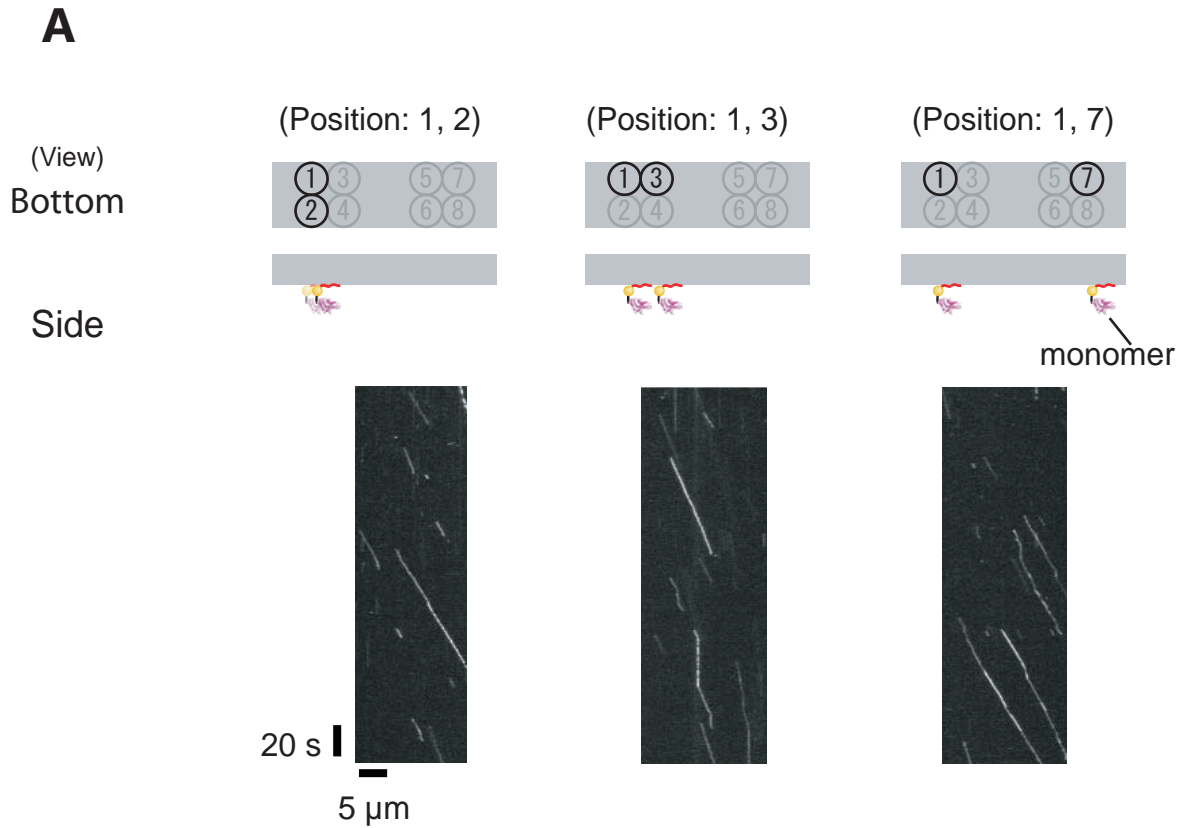 A
(Position: 1, 2) (Position: 1, 3) (Position: 1, 7)
(View)
Bottom
1 3 5 7 1 3 5 7 1 3 5 7
2 4 6 8 2 4 6 8 2 4 6 8
Side
monomer
20 s
5 µm